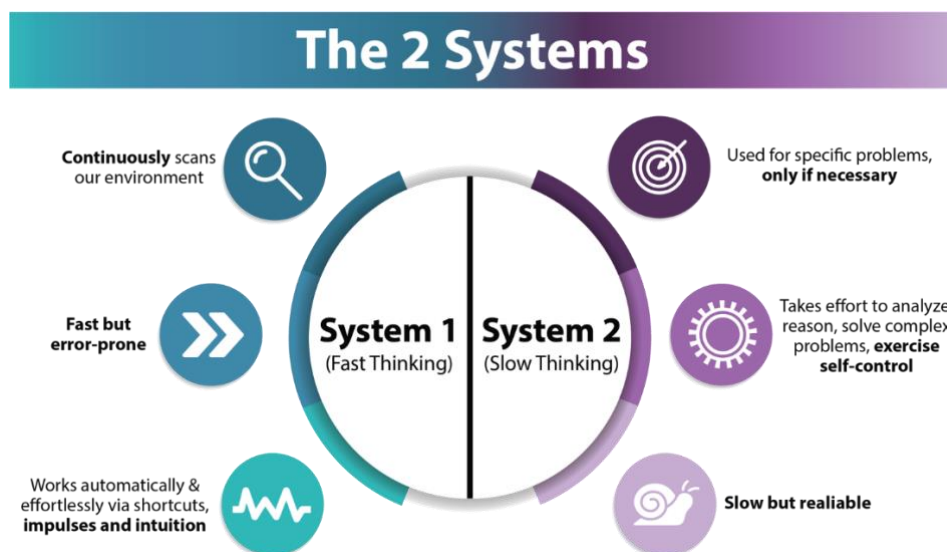 The 2 Systems
Continuously scans
our environment
Fast but
error-prone
Works automatically &
effortlessly via shortcuts,
impulses and intuition
System 1
(Fast Thinking)
System 2
(Slow Thinking)
Used for specific problems,
only if necessary
Takes effort to analyze
reason, solve complex
problems, exercise
self-control
Slow but realiable